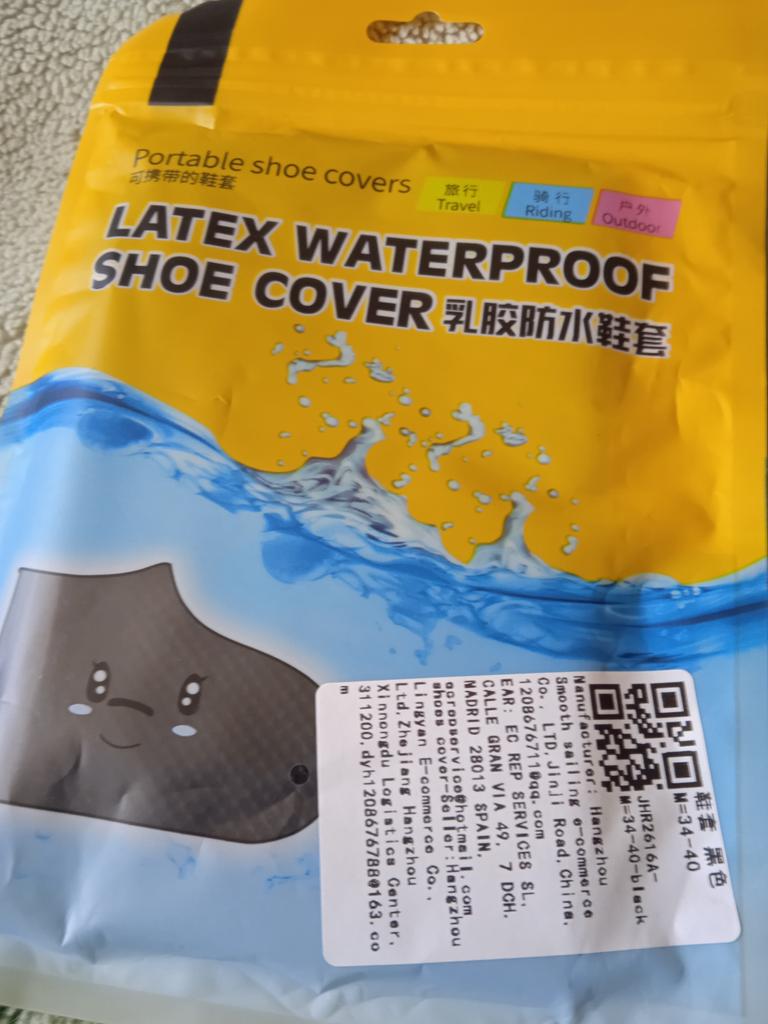 Portable shoe covers
可携带的鞋套
旅行
Travel
骑行
Riding
户外
Outdoor
LATEX WATERPROOF
SHOE COVER 乳胶防水鞋套
鞋套 黑色
M=34-40
JHR2616A-
M=34-40-black
Manufacturer: Hangzhou
Smooth sailing e-commerce
Co., LTD,Jinji Road,China,
1208676711@qq.com
EAR: EC REP SERVICES SL,
CALLE GRAN VIA 49, 7 DCH,
MADRID 28013 SPAIN,
ecreoservice@hotmail.com
shoes cover-Seller:Hangzhou
Lingyan E-commerce Co.,
Ltd.Zhejiang Hangzhou
Xinnongdu Logistics Center,
311200.dyh1208676788@163.co
m